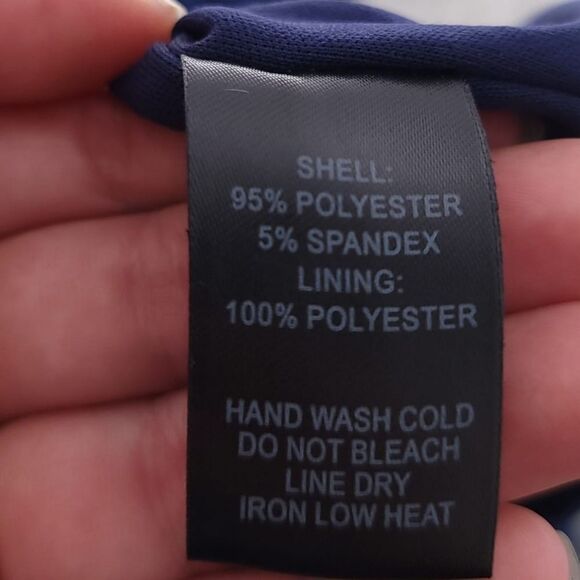 SHELL:
95% POLYESTER
5% SPANDEX
LINING:
100% POLYESTER
HAND WASH COLD
DO NOT BLEACH
LINE DRY
IRON LOW HEAT